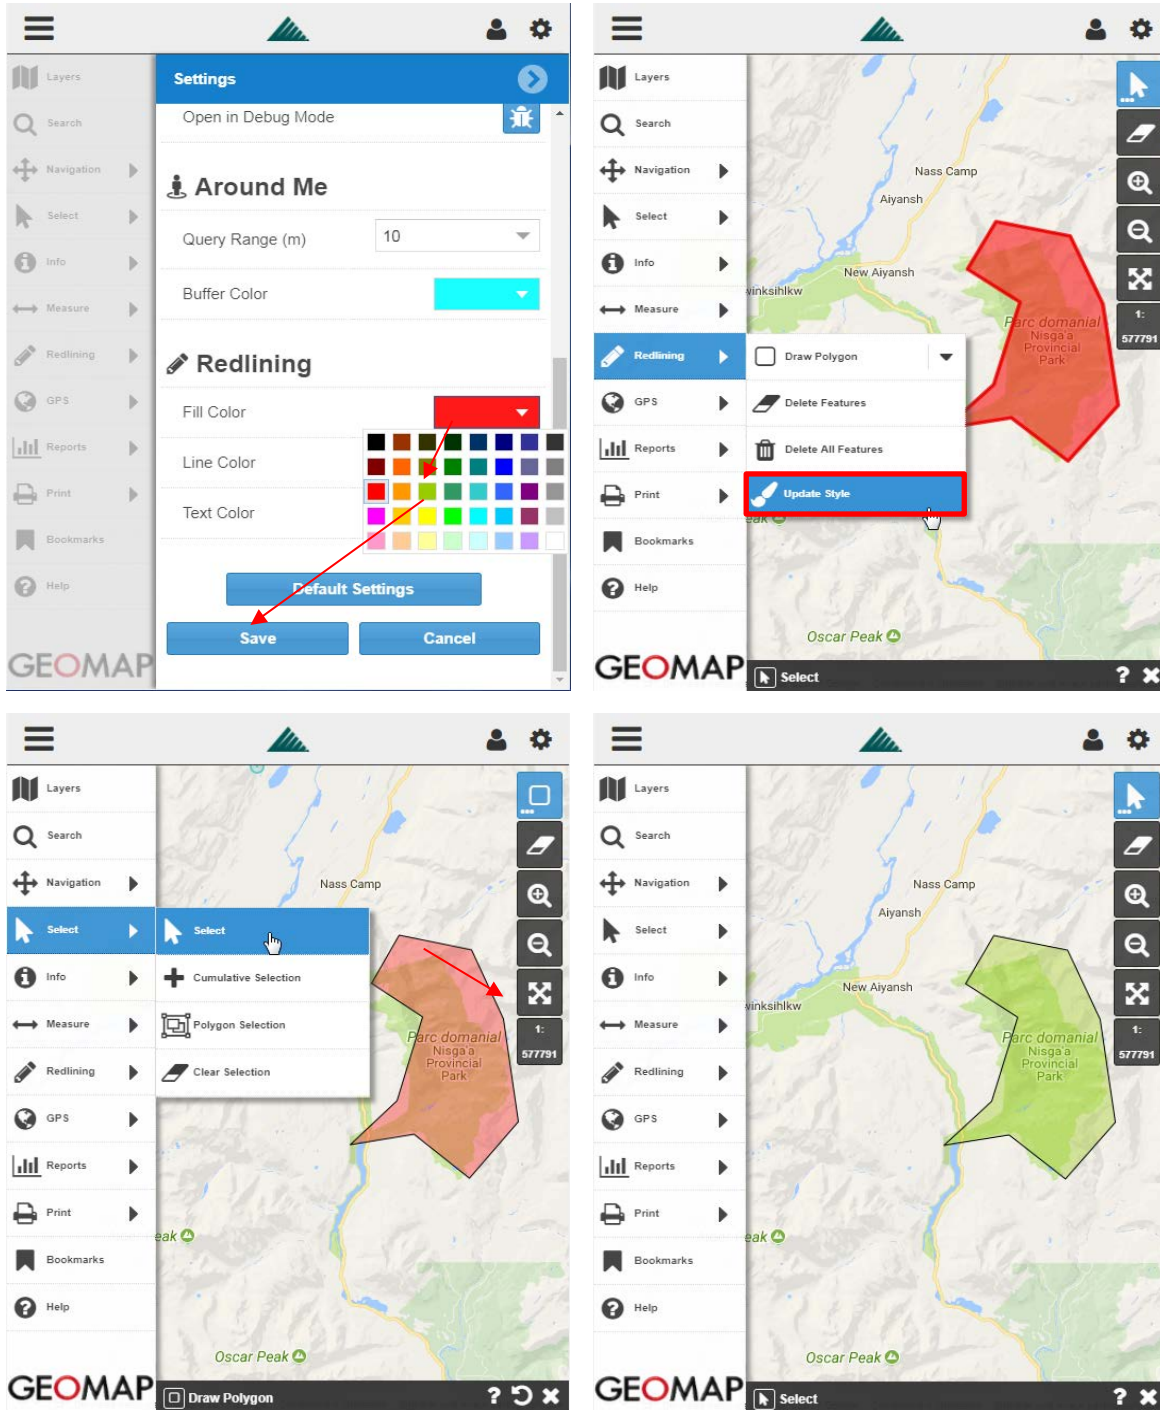 Layers
Search
Navigation
Select
Info
Measure
Redlining
GPS
Reports
Print
Bookmarks
Help
GEOMAP
Settings
Open in Debug Mode
Around Me
Query Range (m)
10
Buffer Color
Redlining
Fill Color
Line Color
Text Color
Default Settings
Save
Cancel
Layers
Search
Navigation
Select
Info
Measure
Redlining
GPS
Reports
Print
Bookmarks
Help
GEOMAP
Draw Polygon
Delete Features
Delete All Features
Update Style
Nass Camp
Aiyansh
New Aiyansh
winksihlkw
Parc domanial
Nisga'a
Provincial
Park
1:
577791
eak
Oscar Peak
Select
?
Layers
Search
Navigation
Select
Info
Measure
Redlining
GPS
Reports
Print
Bookmarks
Help
GEOMAP
Select
Cumulative Selection
Polygon Selection
Clear Selection
Nass Camp
Parc domanial
Nisga'a
Provincial
Park
1:
577791
eak
Oscar Peak
Draw Polygon
?
Layers
Search
Navigation
Select
Info
Measure
Redlining
GPS
Reports
Print
Bookmarks
Help
GEOMAP
Nass Camp
Aiyansh
New Aiyansh
vinksihlkw
Parc domanial
Nisga'a
Provincial
Park
1:
577791
eak
Oscar Peak
Select
?